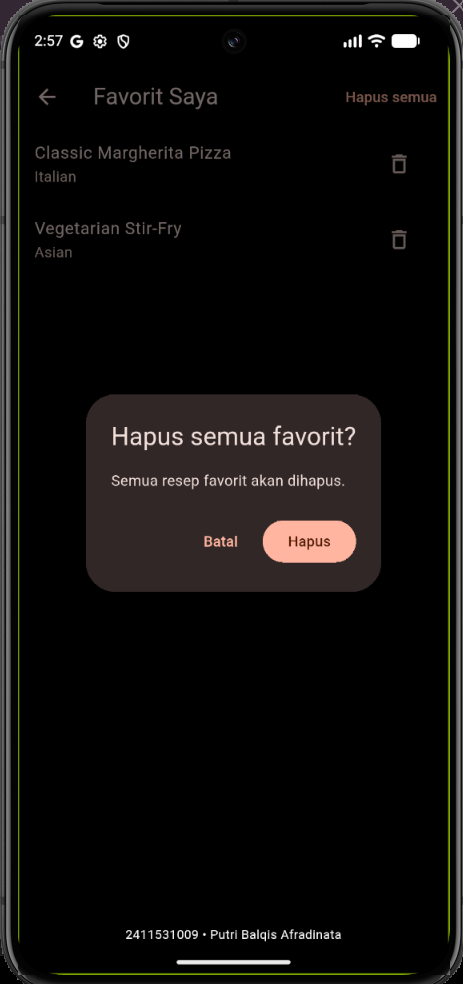 2:57
Favorit Saya
Hapus semua
Classic Margherita Pizza
Italian
Vegetarian Stir-Fry
Asian
Hapus semua favorit?
Semua resep favorit akan dihapus.
Batal
Hapus
2411531009 • Putri Balqis Afradinata